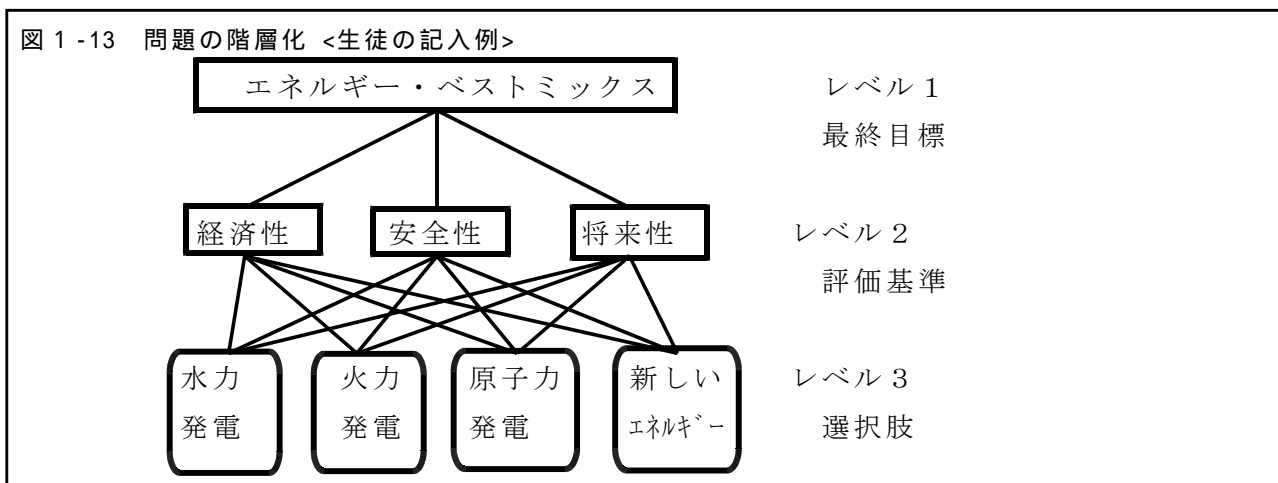 図１-13　問題の階層化 <生徒の記入例>
エネルギー・ベストミックス
レベル１
最終目標
経済性
安全性
将来性
レベル２
評価基準
水力
発電
火力
発電
原子力
発電
新しい
ｴﾈﾙｷﾞｰ
レベル３
選択肢